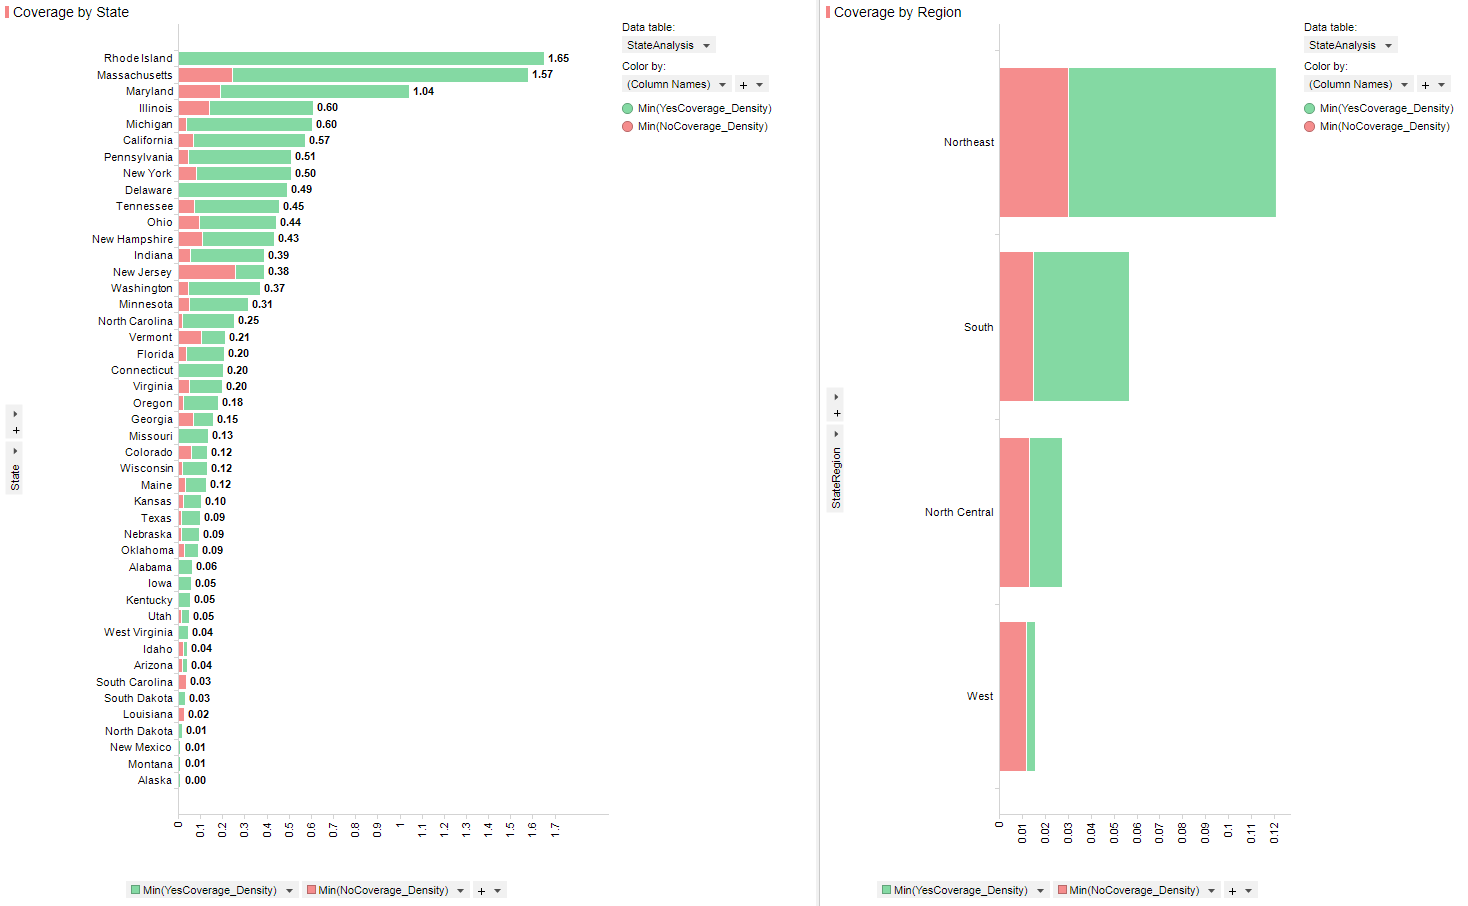 Coverage by State
Rhode Island 1.65
Massachusetts 1.57
Maryland 1.04
Illinois 0.60
Michigan 0.60
California 0.57
Pennsylvania 0.51
New York 0.50
Delaware 0.49
Tennessee 0.45
Ohio 0.44
New Hampshire 0.43
Indiana 0.39
New Jersey 0.38
Washington 0.37
Minnesota 0.31
North Carolina 0.25
Vermont 0.21
Florida 0.20
Connecticut 0.20
Virginia 0.20
Oregon 0.18
Georgia 0.15
Missouri 0.13
Colorado 0.12
Wisconsin 0.12
Maine 0.12
Kansas 0.10
Texas 0.09
Nebraska 0.09
Oklahoma 0.09
Alabama 0.06
Iowa 0.05
Kentucky 0.05
Utah 0.05
West Virginia 0.04
Idaho 0.04
Arizona 0.04
South Carolina 0.03
South Dakota 0.03
Louisiana 0.02
North Dakota 0.01
New Mexico 0.01
Montana 0.01
Alaska 0.00
0 0.1 0.2 0.3 0.4 0.5 0.6 0.7 0.8 0.9 1 1.1 1.2 1.3 1.4 1.5 1.6 1.7
+
State
Data table:
StateAnalysis
Color by:
(Column Names) +
Min(YesCoverage_Density)
Min(NoCoverage_Density)
Min(YesCoverage_Density) Min(NoCoverage_Density) +
Coverage by Region
Northeast
South
North Central
West
0 0.01 0.02 0.03 0.04 0.05 0.06 0.07 0.08 0.09 0.1 0.11 0.12
+
StateRegion
Data table:
StateAnalysis
Color by:
(Column Names) +
Min(YesCoverage_Density)
Min(NoCoverage_Density)
Min(YesCoverage_Density) Min(NoCoverage_Density) +